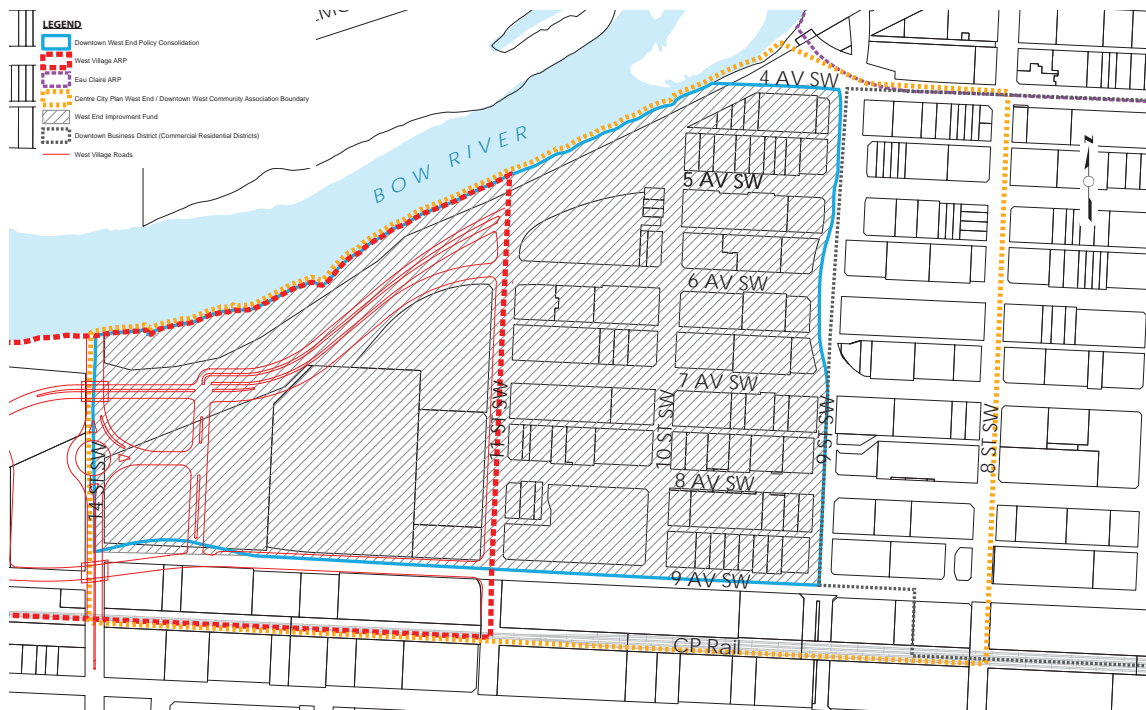 LEGEND
Downtown West End Policy Consolidation
West Village ARP
Eau Claire ARP
Centre City Plan West End / Downtown West Community Association Boundary
West End Improvment Fund
Downtown Business District (Commercial Residential Districts)
West Village Roads
BOW RIVER
4 AV SW
5 AV SW
6 AV SW
7 AV SW
8 AV SW
9 AV SW
14 ST SW
11 ST SW
10 ST SW
9 ST SW
8 ST SW
CP Rail
N